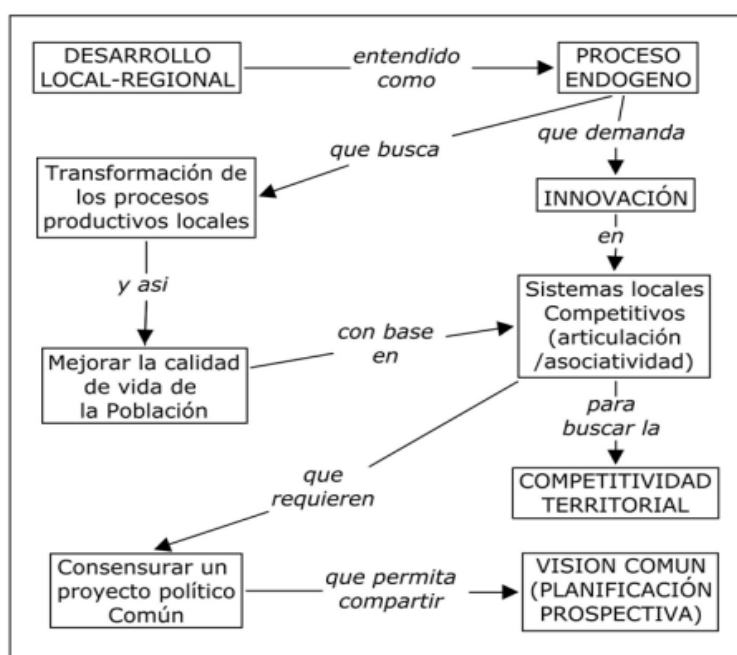 DESARROLLO
LOCAL-REGIONAL
entendido
como
PROCESO
ENDOGENO
que busca
que demanda
Transformación de
los procesos
productivos locales
INNOVACIÓN
y asi
en
Mejorar la calidad
de vida de
la Población
con base
en
Sistemas locales
Competitivos
(articulación
/asociatividad)
para
buscar la
COMPETITIVIDAD
TERRITORIAL
que
requieren
Consensurar un
proyecto político
Común
que permita
compartir
VISION COMUN
(PLANIFICACIÓN
PROSPECTIVA)